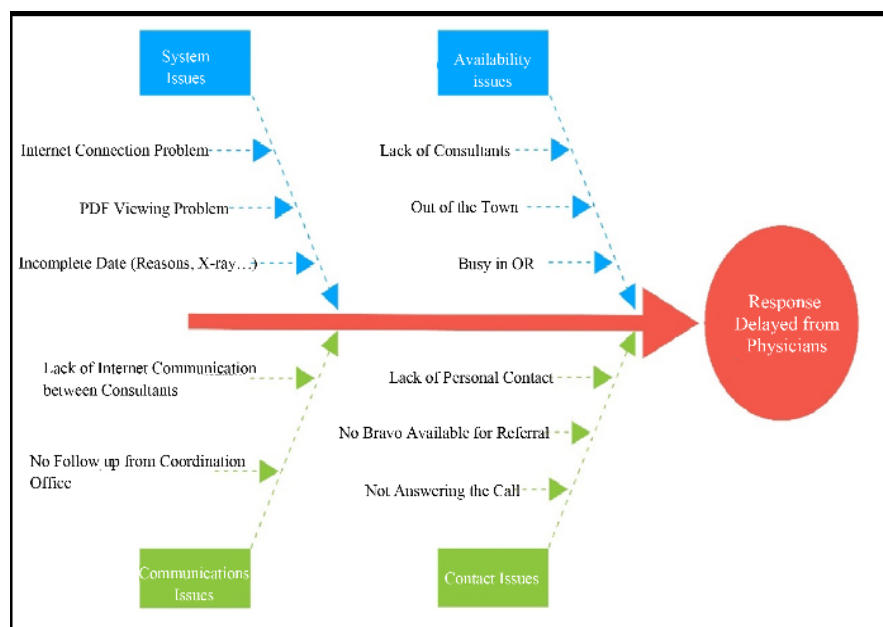 System
Issues
Availability
issues
Internet Connection Problem
PDF Viewing Problem
Incomplete Date (Reasons, X-ray…)
Lack of Consultants
Out of the Town
Busy in OR
Response
Delayed from
Physicians
Lack of Internet Communication
between Consultants
No Follow up from Coordination
Office
Lack of Personal Contact
No Bravo Available for Referral
Not Answering the Call
Communications
Issues
Contact Issues